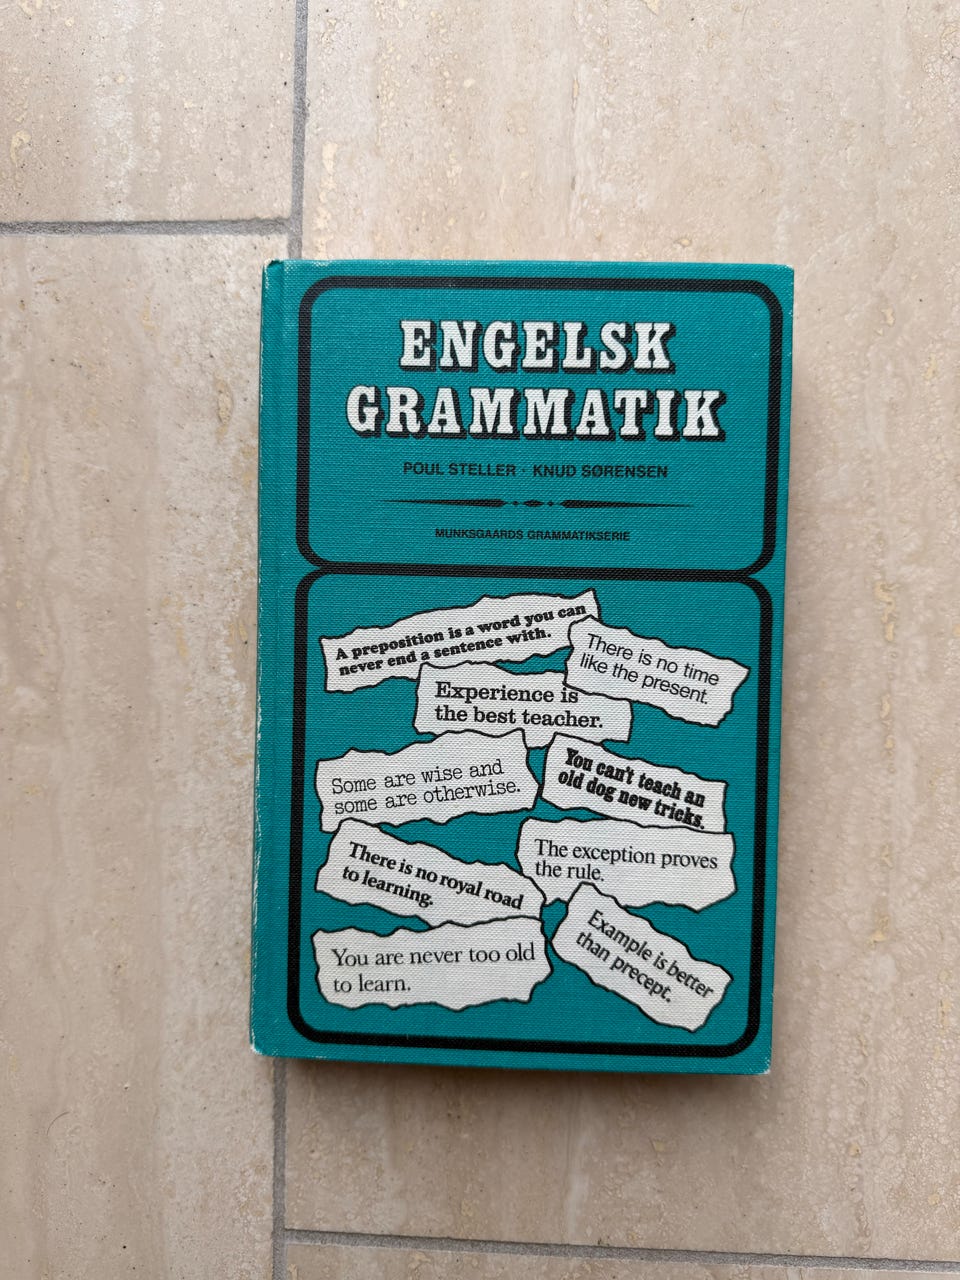 ENGELSK
GRAMMATIK
POUL STELLER · KNUD SØRENSEN
MUNKSGAARDS GRAMMATIKSERIE
A preposition is a word you can
never end a sentence with.
There is no time
like the present.
Experience is
the best teacher.
Some are wise and
some are otherwise.
You can't teach an
old dog new tricks.
The exception proves
the rule.
There is no royal road
to learning.
Example is better
than precept.
You are never too old
to learn.